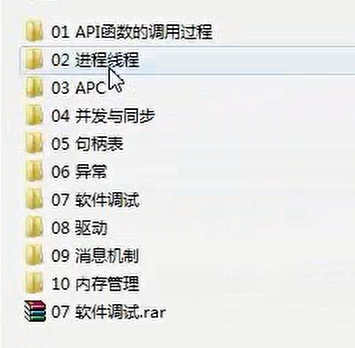 01 API函数的调用过程
02 进程线程
03 APC
04 并发与同步
05 句柄表
06 异常
07 软件调试
08 驱动
09 消息机制
10 内存管理
07 软件调试.rar